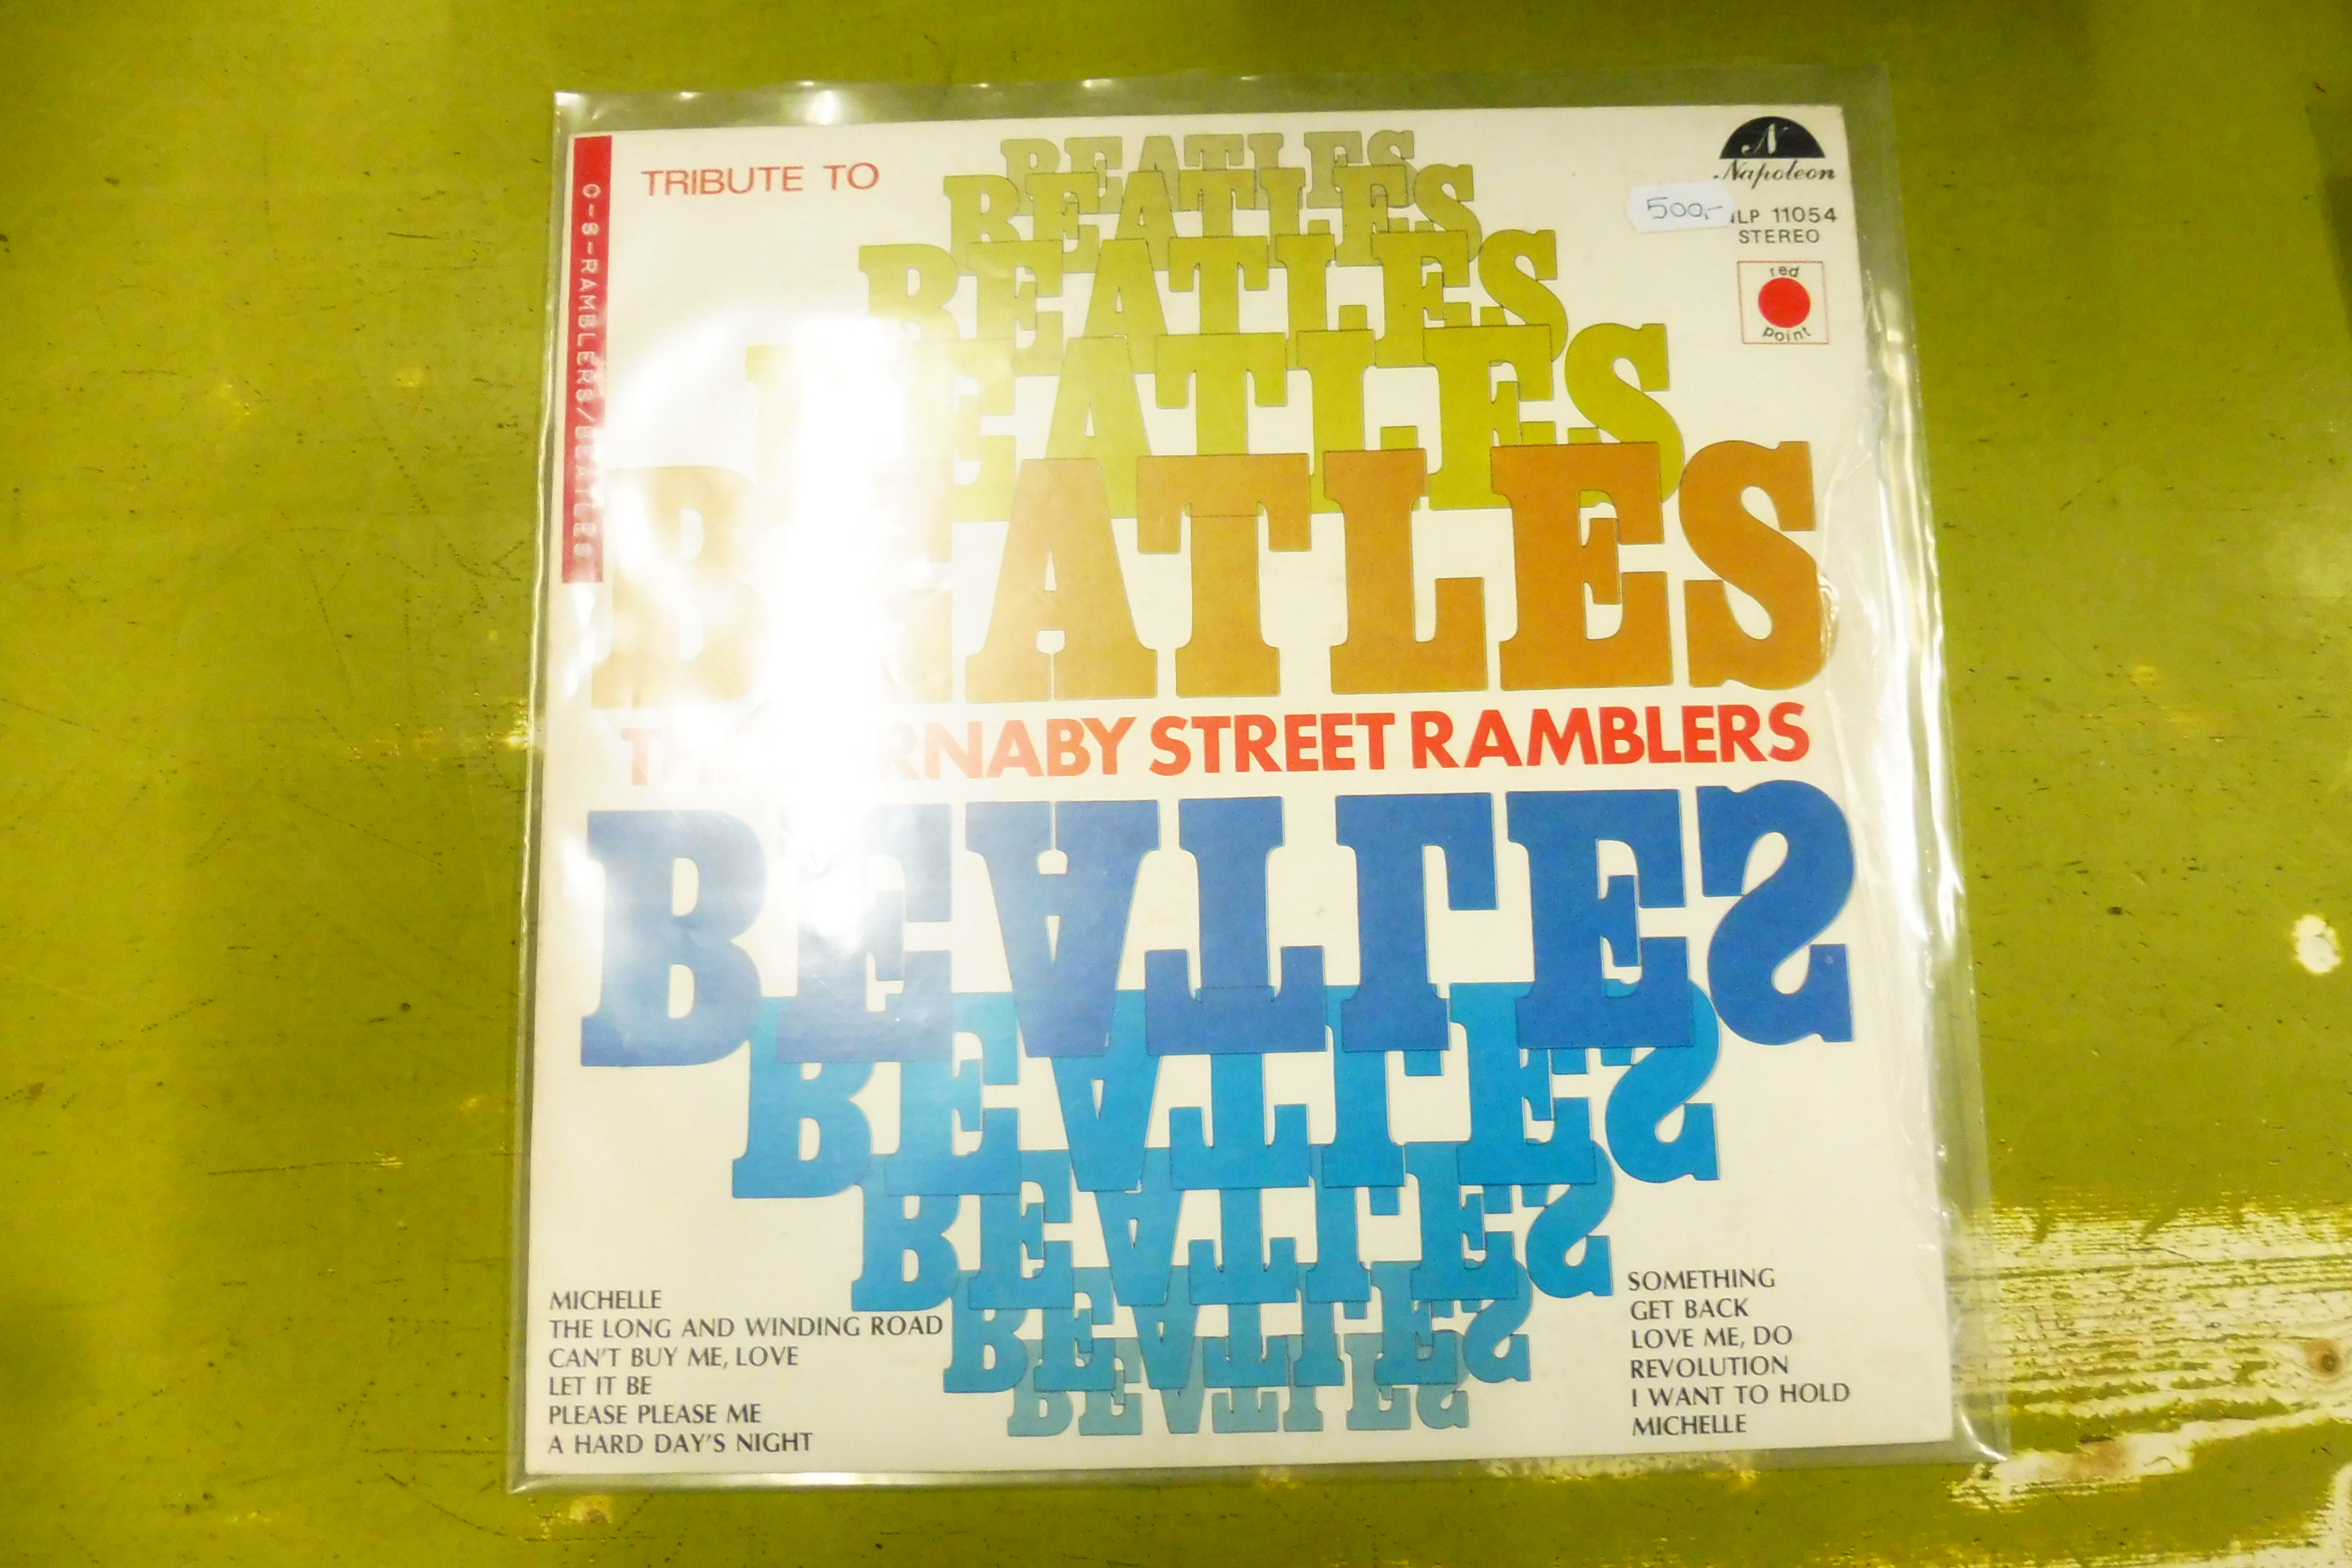 TRIBUTE TO
BEATLES
BEATLES
BEATLES
BEATLES
BEATLES
N
Napoleon
500,-
LP 11054
STEREO
red
point
C-S-RAMBLERS/BEATLES
RNABY STREET RAMBLERS
BEATLES
BEATLES
BEATLES
BEATLES
BEATLES
MICHELLE
THE LONG AND WINDING ROAD
CAN'T BUY ME, LOVE
LET IT BE
PLEASE PLEASE ME
A HARD DAY'S NIGHT
SOMETHING
GET BACK
LOVE ME, DO
REVOLUTION
I WANT TO HOLD
MICHELLE